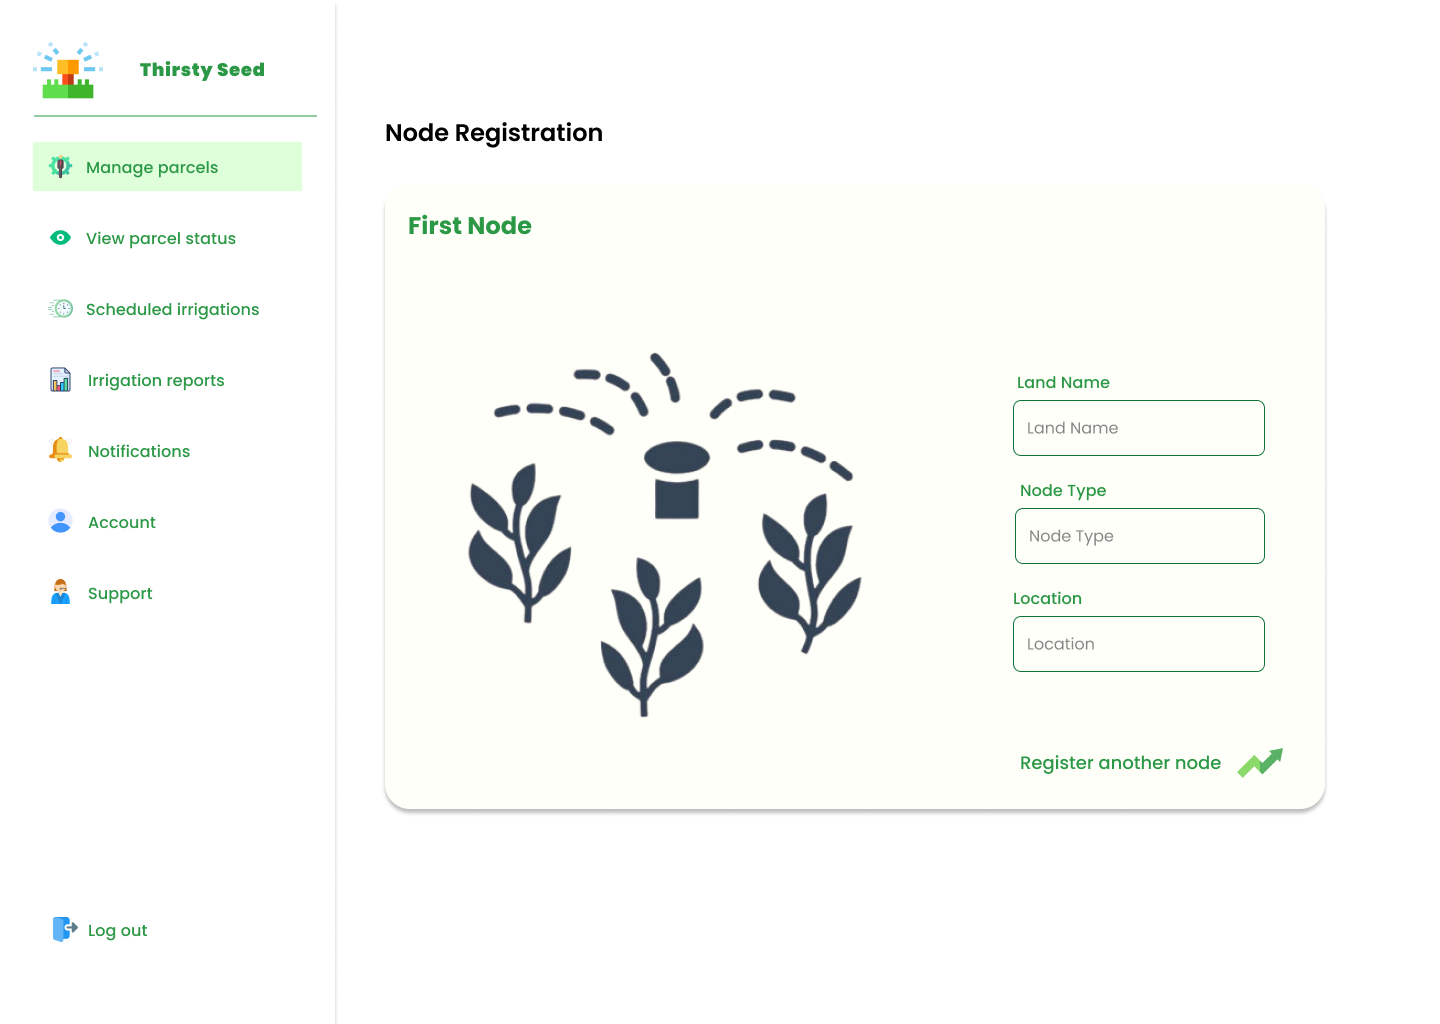 Thirsty Seed
Manage parcels
View parcel status
Scheduled irrigations
Irrigation reports
Notifications
Account
Support
Log out
Node Registration
First Node
Land Name
Land Name
Node Type
Node Type
Location
Location
Register another node